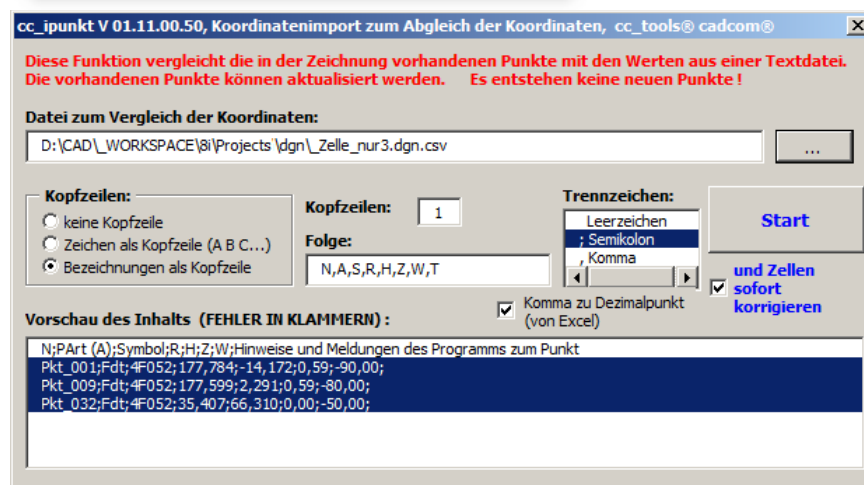 cc_ipunkt V 01.11.00.50, Koordinatenimport zum Abgleich der Koordinaten, cc_tools® cadcom®
Diese Funktion vergleicht die in der Zeichnung vorhandenen Punkte mit den Werten aus einer Textdatei.
Die vorhandenen Punkte können aktualisiert werden. Es entstehen keine neuen Punkte !
Datei zum Vergleich der Koordinaten:
D:\CAD\_WORKSPACE\8i\Projects\dgn\_Zelle_nur3.dgn.csv
...
Kopfzeilen:
keine Kopfzeile
Zeichen als Kopfzeile (A B C...)
Bezeichnungen als Kopfzeile
Kopfzeilen: 1
Folge:
N,A,S,R,H,Z,W,T
Trennzeichen:
Leerzeichen
; Semikolon
, Komma
Start
und Zellen
sofort
korrigieren
Komma zu Dezimalpunkt
(von Excel)
Vorschau des Inhalts (FEHLER IN KLAMMERN) :
N;PArt (A);Symbol;R;H;Z;W;Hinweise und Meldungen des Programms zum Punkt
Pkt_001;Fdt;4F052;177,784;-14,172;0,59;-90,00;
Pkt_009;Fdt;4F052;177,599;2,291;0,59;-80,00;
Pkt_032;Fdt;4F052;35,407;66,310;0,00;-50,00;